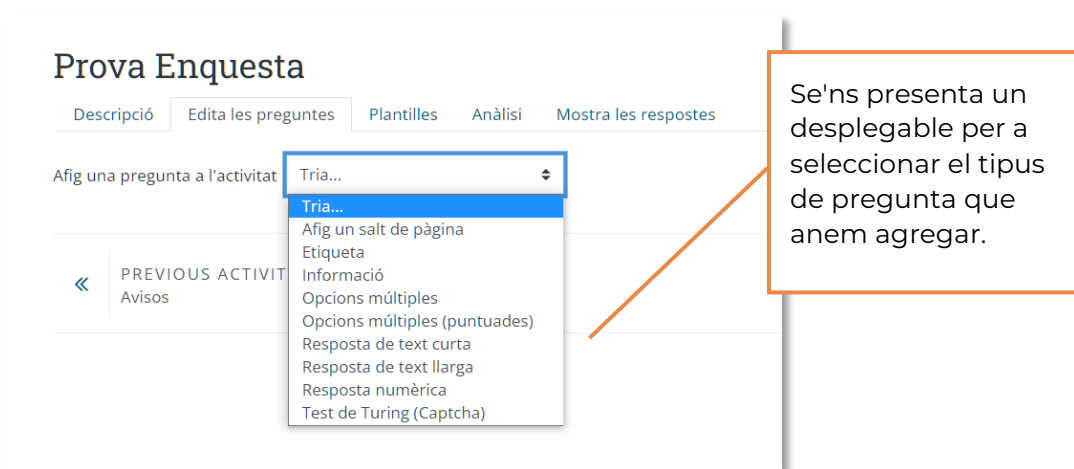 Prova Enquesta
Descripció Edita les preguntes Plantilles Anàlisi Mostra les respostes
Afig una pregunta a l'activitat Tria...
Tria...
Afig un salt de pàgina
Etiqueta
Informació
Opcions múltiples
Opcions múltiples (puntuades)
Resposta de text curta
Resposta de text llarga
Resposta numèrica
Test de Turing (Captcha)
« PREVIOUS ACTIVIT
Avisos
Se'ns presenta un
desplegable per a
seleccionar el tipus
de pregunta que
anem agregar.